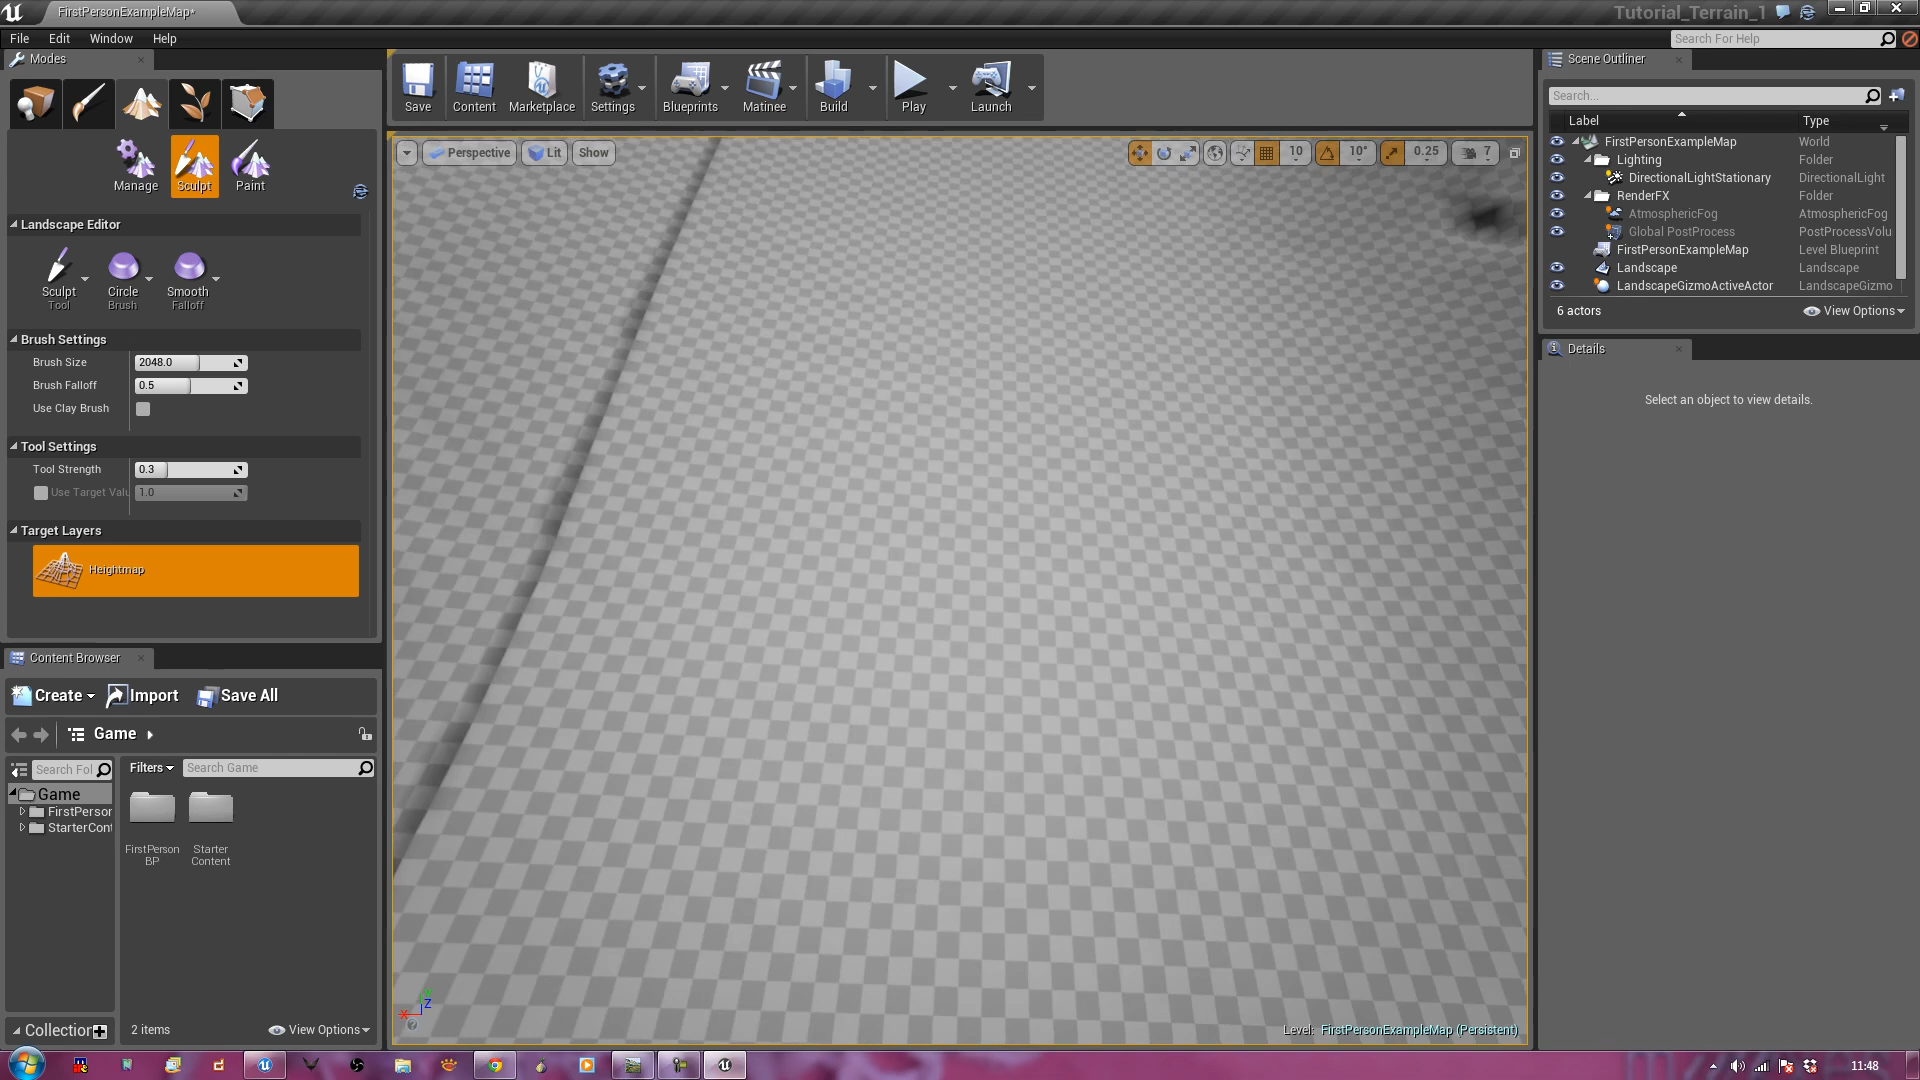 FirstPersonExampleMap*
Tutorial_Terrain_1
File Edit Window Help
Search For Help
Modes
Manage Sculpt Paint
Landscape Editor
Sculpt Circle Smooth
Tool Brush Falloff
Brush Settings
Brush Size 2048.0
Brush Falloff 0.5
Use Clay Brush
Tool Settings
Tool Strength 0.3
Use Target Valu 1.0
Target Layers
Heightmap
Content Browser
Create Import Save All
Game
Search Fol
Filters Search Game
Game
FirstPerson
StarterCont
FirstPerson
BP
Starter
Content
Collection
2 items
View Options
Save Content Marketplace Settings Blueprints Matinee Build Play Launch
Perspective Lit Show
10 10° 0.25 7
X Z
Level: FirstPersonExampleMap (Persistent)
Scene Outliner
Search...
Label Type
FirstPersonExampleMap World
Lighting Folder
DirectionalLightStationary DirectionalLight
RenderFX Folder
AtmosphericFog AtmosphericFog
Global PostProcess PostProcessVolu
FirstPersonExampleMap Level Blueprint
Landscape Landscape
LandscapeGizmoActiveActor LandscapeGizmo
6 actors
View Options
Details
Select an object to view details.
11:48